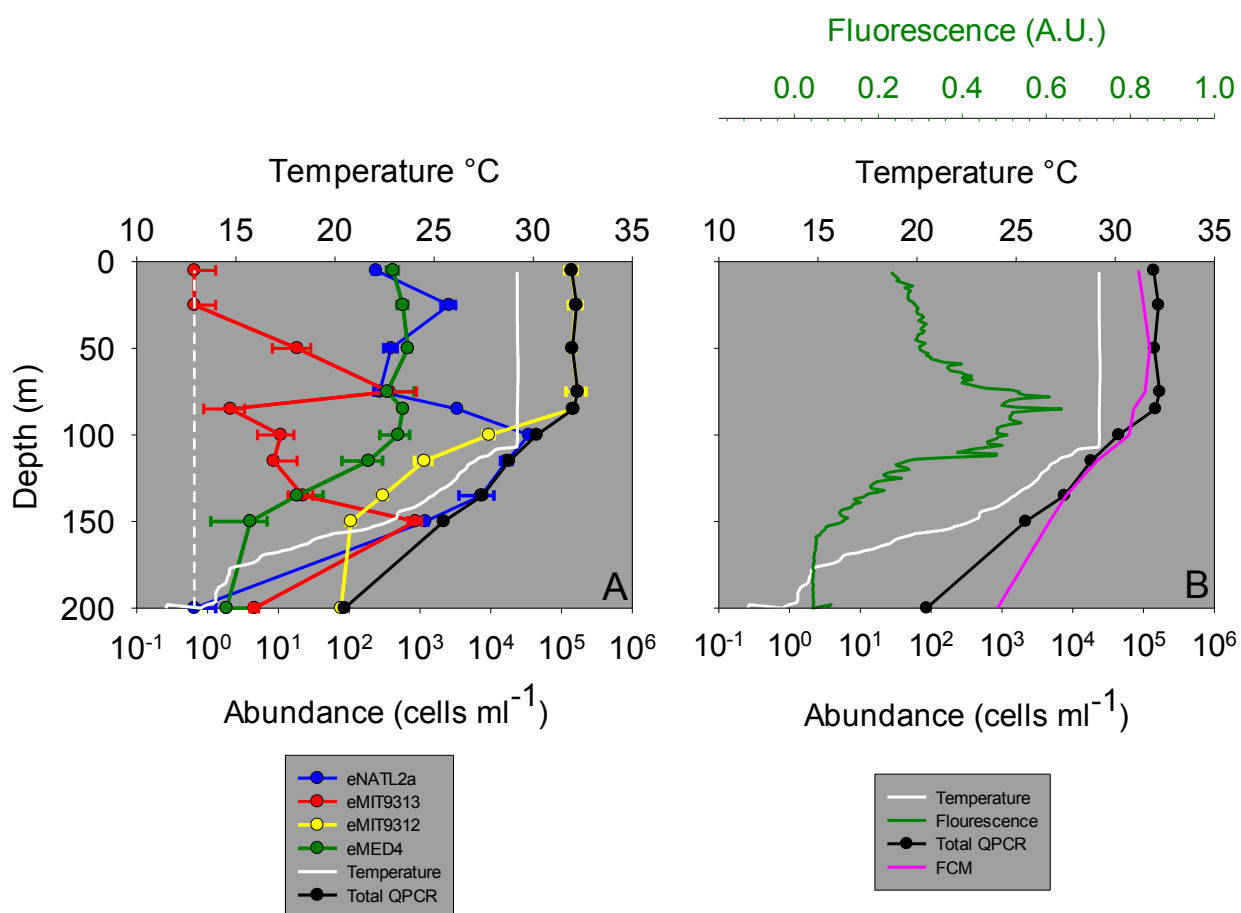 Fluorescence (A.U.)
0.0 0.2 0.4 0.6 0.8 1.0
Temperature °C
10 15 20 25 30 35
Temperature °C
10 15 20 25 30 35
Depth (m)
0
50
100
150
200
A
B
10-1 100 101 102 103 104 105 106
Abundance (cells ml-1)
10-1 100 101 102 103 104 105 106
Abundance (cells ml-1)
eNATL2a
eMIT9313
eMIT9312
eMED4
Temperature
Total QPCR
Temperature
Flourescence
Total QPCR
FCM